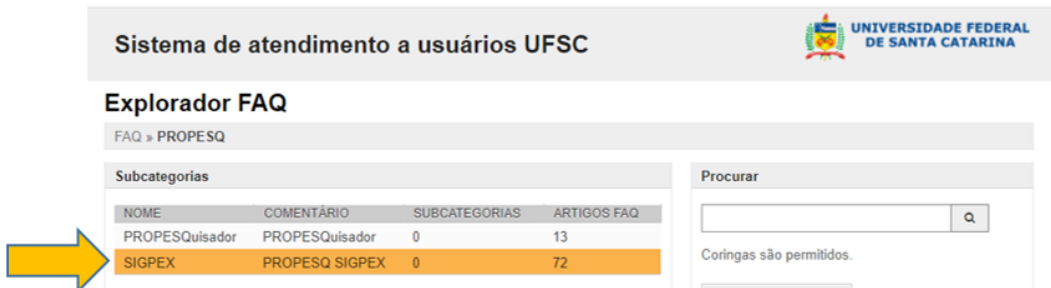 Sistema de atendimento a usuários UFSC
UNIVERSIDADE FEDERAL
DE SANTA CATARINA
Explorador FAQ
FAQ » PROPESQ
Subcategorias
NOME COMENTÁRIO SUBCATEGORIAS ARTIGOS FAQ
PROPESQuisador PROPESQuisador 0 13
SIGPEX PROPESQ SIGPEX 0 72
Procurar
Coringas são permitidos.